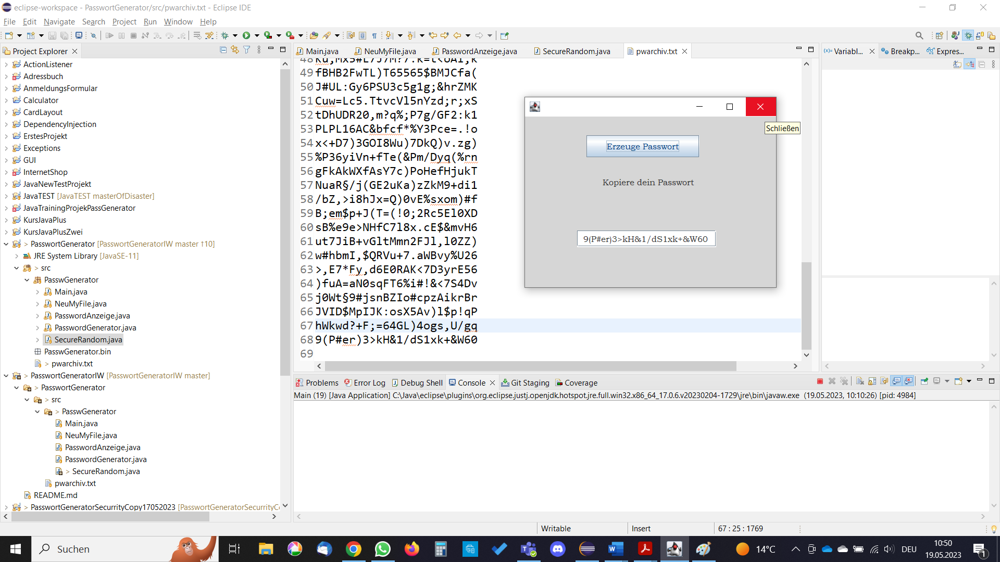 eclipse-workspace - PasswortGenerator/src/pwarchiv.txt - Eclipse IDE
File Edit Navigate Search Project Run Window Help
Project Explorer
ActionListener
Adressbuch
AnmeldungsFormular
Calculator
CardLayout
DependencyInjection
ErstesProjekt
Exceptions
GUI
InternetShop
JavaNewTestProjekt
JavaTEST [JavaTEST masterOfDisaster]
JavaTrainingProjekPassGenerator
KursJavaPlus
KursJavaPlusZwei
> PasswortGenerator [PasswortGeneratorIW master ↑10]
JRE System Library [JavaSE-11]
> src
PasswGenerator
Main.java
NeuMyFile.java
PasswordAnzeige.java
PasswordGenerator.java
SecureRandom.java
PasswGenerator.bin
> pwarchiv.txt
> PasswortGeneratorIW [PasswortGeneratorIW master]
> PasswortGenerator
> src
> PasswGenerator
Main.java
NeuMyFile.java
PasswordAnzeige.java
PasswordGenerator.java
> SecureRandom.java
pwarchiv.txt
README.md
> PasswortGeneratorSecurrityCopy17052023 [PasswortGeneratorSecurrityC
Main.java NeuMyFile.java PasswordAnzeige.java SecureRandom.java pwarchiv.txt
48
49 fBHB2FwTL)T65565$BMJCfa(
50 J#UL:Gy6PSU3c5g1g;&hrZMK
51 Cuw=Lc5.TtvcVl5nYzd;r;xS
52 tDhUDR20,m?q%;P7g/GF2:k1
53 PLPL16AC&bfcf*%Y3Pce=.!o
54 x<+D7)3GOI8Wu)7DkQ)v.zg)
55 %P36yiVn+fTe(&Pm/Dyq(%rn
56 gFkAkWXfAsY7c)PoHefHjukT
57 NuaR§/j(GE2uKa)zZkM9+di1
58 /bZ,>i8hJx=Q)0vE%sxom)#f
59 B;em$p+J(T=(!0;2Rc5El0XD
60 sB%e9e>NHfC7l8x.cE$&mvH6
61 ut7JiB+vGltMmn2FJl,l0ZZ)
62 w#hbmI,$QRVu+7.aWBvy%U26
63 >,E7*Fy,d6E0RAK<7D3yrE56
64 )fuA=aN0sqFT6%i#!&<7S4Dv
65 j0Wt§9#jsnBZIo#cpzAikrBr
66 JVID$MpIJK:osX5Av)l$p!qP
67 hWkwd?+F;=64GL)4ogs,U/gq
68 9(P#er)3>kH&1/dS1xk+&W60
69
Schließen
Erzeuge Passwort
Kopiere dein Passwort
9(P#er)3>kH&1/dS1xk+&W60
Variabl... Breakp... Expres...
Problems Error Log Debug Shell Console Git Staging Coverage
Main (19) [Java Application] C:\Java\eclipse\plugins\org.eclipse.justj.openjdk.hotspot.jre.full.win32.x86_64_17.0.6.v20230204-1729\jre\bin\javaw.exe (19.05.2023, 10:10:26) [pid: 4984]
Writable Insert 67 : 25 : 1769
Suchen
14°C
DEU
10:50
19.05.2023
1